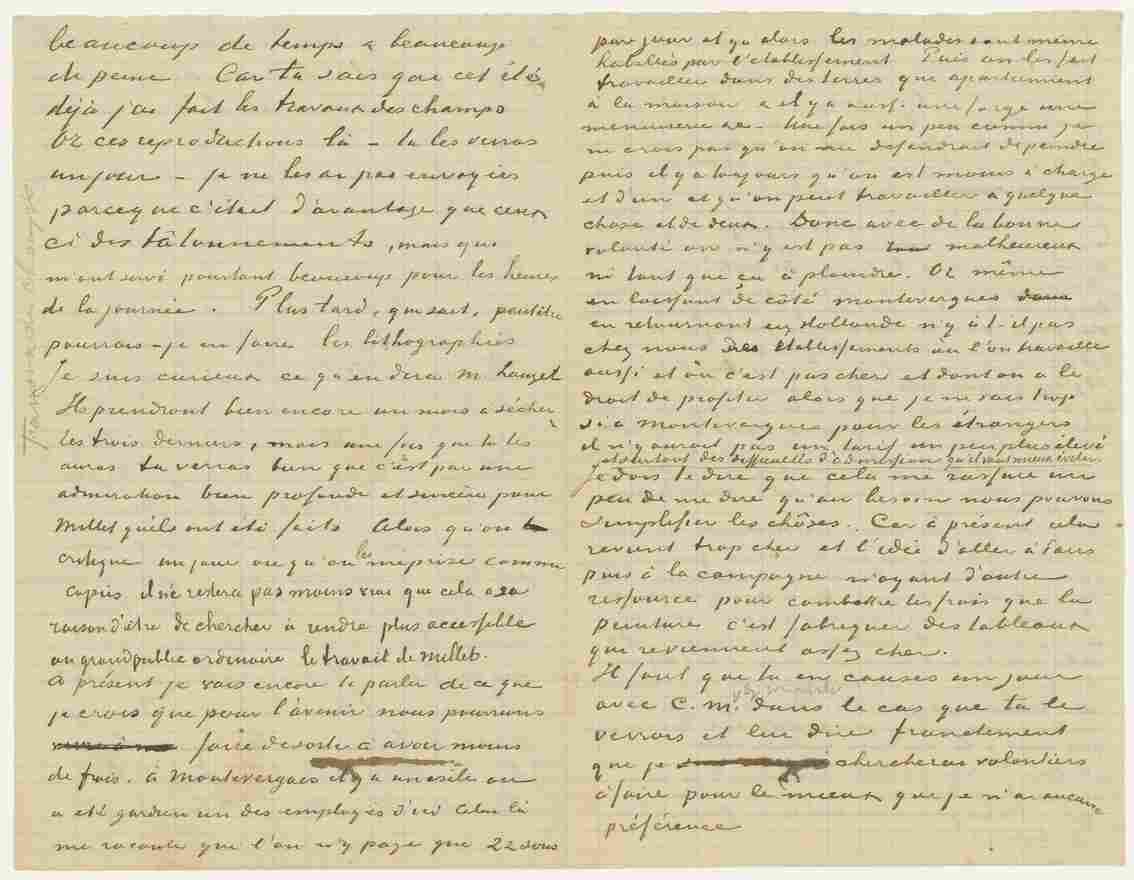 beaucoup de temps & beaucoup
de peine. Car tu sais que cet été
déjà j'ai fait les travaux des champs
Or ces reproductions là – tu les verras
un jour – je ne les ai pas envoyées
parceque c'était d'avantage que ceux
ci des tâtonnements, mais qui
m'ont servi pourtant beaucoup pour les heures
de la journée. Plus tard, qui sait, peutêtre
pourrais-je en faire les lithographies
Je suis curieux ce qu'en dira M. Lauzet
Ils prendront bien encore un mois a sécher
les trois derniers, mais une fois que tu les
auras tu verras bien que c'est par une
admiration bien profonde et sincère pour
Millet qu'ils ont été faits. Alors qu'on
critique un jour ou qu'on les méprise comme
copies il n'e restera pas moins vrai que cela a sa
raison d'être de chercher à rendre plus accessible
au grand public ordinaire le travail de Millet.
A présent je vais encore te parler de ce que
je crois que pour l'avenir nous pourrions
faire de sorte à avoir moins
de frais. à Montevergues il y a un asile ou
a été gardien un des employés d'ici Celui là
me raconte que l'on n'y paye que 22 sous
par jour et qu'alors les malades sont même
habillés par l'etablissement. Puis on les fait
travailler dans des terres que apartiennent
à la maison & il y a aussi une forge une
menuiserie &c – Une fois un peu connu je
ne crois pas qu'on me defendrait de peindre
puis il y a toujours qu'on est moins à charge
et d'un et qu'on peut travailler a quelque
chose et de deux. Donc avec de la bonne
volonté on n'y est pas malheureux
ni tant que ça à plaindre. Or même
en laissant de côté montevergues
en retournant en Hollande n'y a t-il pas
chez nous des établissements où l'on travaille
aussi et où c'est pas cher et dont on a le
droit de profiter alors que je ne sais trop
si à Montevergues pour les étrangers
il n'y aurait pas un tarif un peu plus élevé
et surtout des difficultés d'admission qu'il vaut mieux éviter.
je dois te dire que cela me rassure un
peu de me dire qu'au besoin nous pouvons
simplifier les choses. Car à présent cela
revient trop cher et l'idée d'aller à Paris
puis à la campagne n'ayant d'autre
ressource pour combattre les frais que la
peinture c'est fabriquer des tableaux
qui reviennent assez cher.
Il faut que tu en causes un jour
avec C.M. dans le cas que tu le
verrais et lui dire franchement
que je chercherai volontiers
à faire pour le mieux que je n'ai aucune
préférence